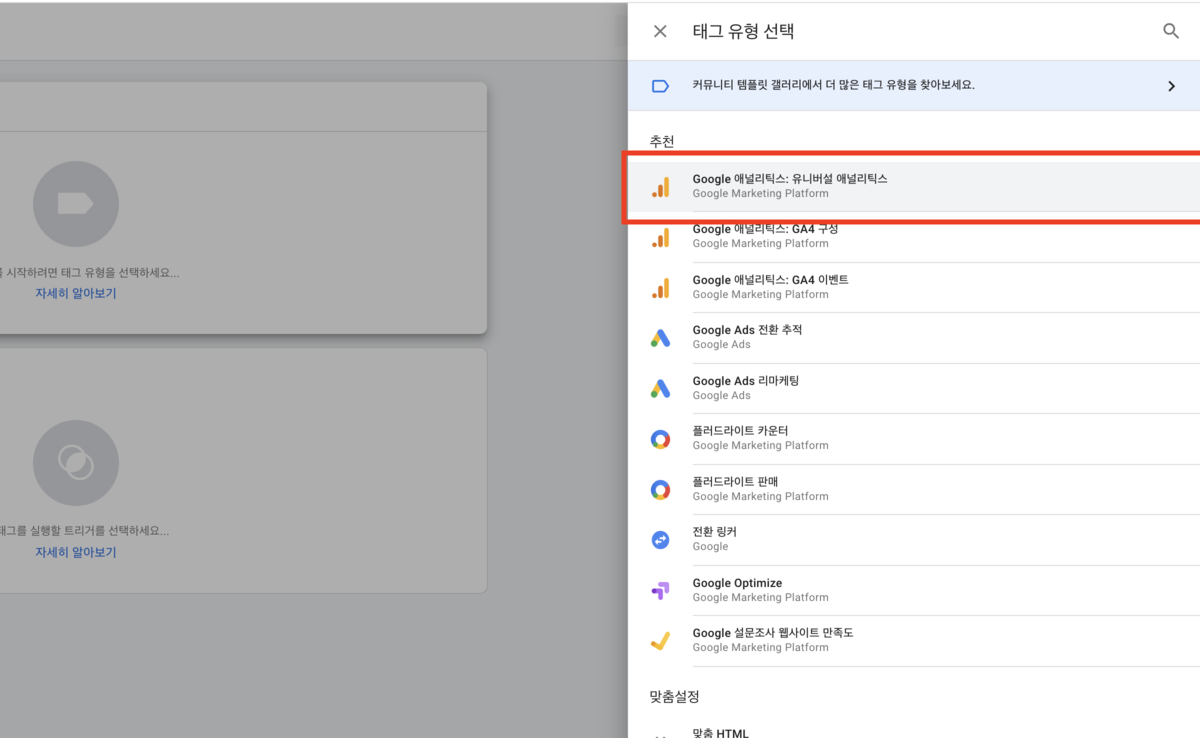 태그 유형 선택
커뮤니티 템플릿 갤러리에서 더 많은 태그 유형을 찾아보세요.
추천
Google 애널리틱스: 유니버설 애널리틱스
Google Marketing Platform
Google 애널리틱스: GA4 구성
Google Marketing Platform
Google 애널리틱스: GA4 이벤트
Google Marketing Platform
Google Ads 전환 추적
Google Ads
Google Ads 리마케팅
Google Ads
플러드라이트 카운터
Google Marketing Platform
플러드라이트 판매
Google Marketing Platform
전환 링커
Google
Google Optimize
Google Marketing Platform
Google 설문조사 웹사이트 만족도
Google Marketing Platform
맞춤설정
맞춤 HTML
시작하려면 태그 유형을 선택하세요...
자세히 알아보기
태그를 실행할 트리거를 선택하세요...
자세히 알아보기